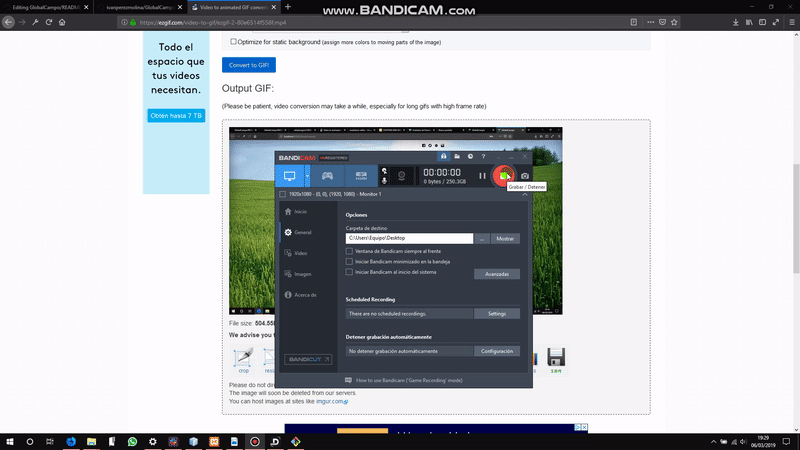 www.BANDICAM.com
Editing GlobalCampo/README
ivanperezmolina/GlobalCampo
Video to animated GIF convert
https://ezgif.com/video-to-gif/ezgif-2-80e6514f558f.mp4
Todo el
espacio que
tus videos
necesitan.
Obtén hasta 7 TB
Optimize for static background (assign more colors to moving parts of the image)
Convert to GIF!
Output GIF:
(Please be patient, video conversion may take a while, especially for long gifs with high frame rate)
BANDICAM UNREGISTERED
00:00:00
0 bytes / 250.3GB
Grabar / Detener
1920x1080 - (0, 0), (1920, 1080) - Monitor 1
Inicio
General
Video
Imagen
Acerca de
BANDICUT
Opciones
Carpeta de destino
C:\Users\Equipo\Desktop
...
Mostrar
Ventana de Bandicam siempre al frente
Iniciar Bandicam minimizado en la bandeja
Iniciar Bandicam al inicio del sistema
Avanzadas
Scheduled Recording
There are no scheduled recordings.
Settings
Detener grabación automáticamente
No detener grabación automáticamente
Configuración
How to use Bandicam ('Game Recording' mode)
File size: 504.55
We advise you t
crop
save
Please do not dir
The image will soon be deleted from our servers.
You can host images at sites like imgur.com
19:29
06/03/2019